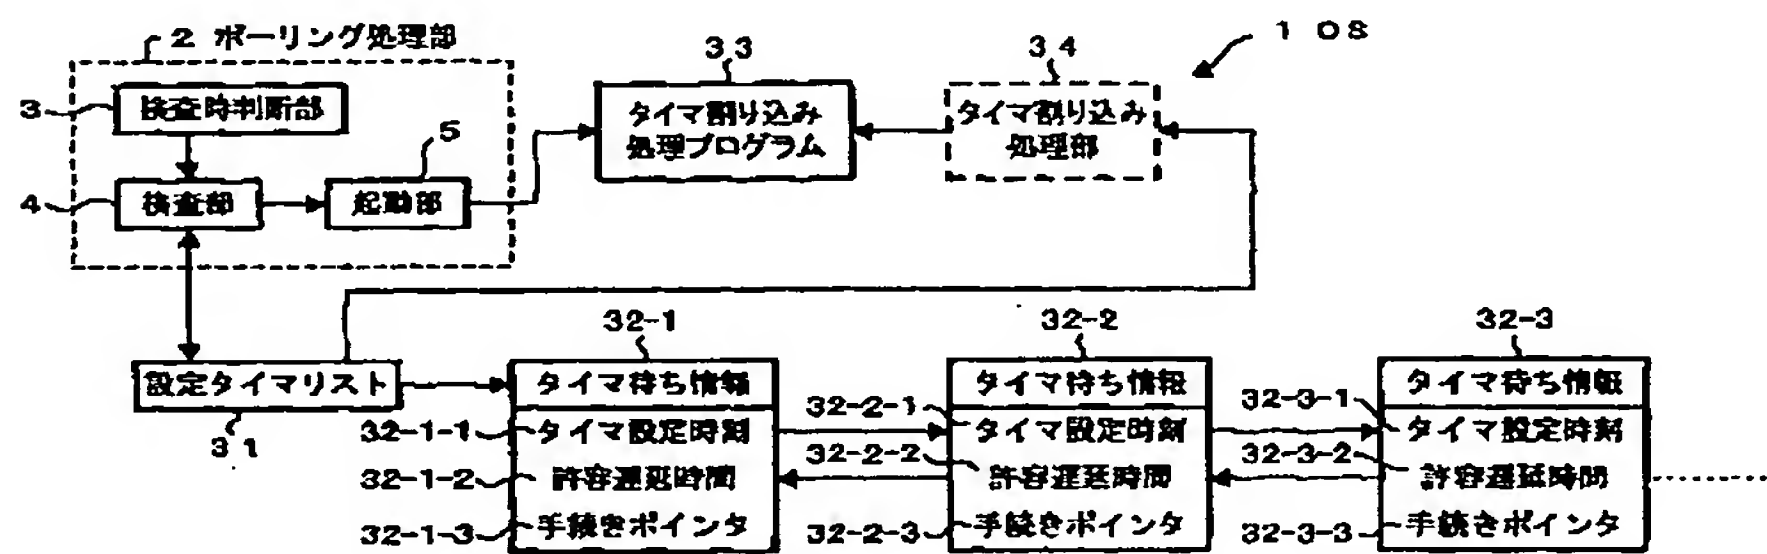 2 ポーリング処理部
33
34
1 OS
3
検査時判断部
5
タイマ割り込み
処理プログラム
タイマ割り込み
処理部
4
検査部
起動部
32-1
32-2
32-3
設定タイマリスト
31
タイマ待ち情報
タイマ待ち情報
タイマ待ち情報
32-1-1
タイマ設定時刻
32-2-1
タイマ設定時刻
32-3-1
タイマ設定時刻
32-1-2
許容遅延時間
32-2-2
許容遅延時間
32-3-2
許容遅延時間
32-1-3
手続きポインタ
32-2-3
手続きポインタ
32-3-3
手続きポインタ